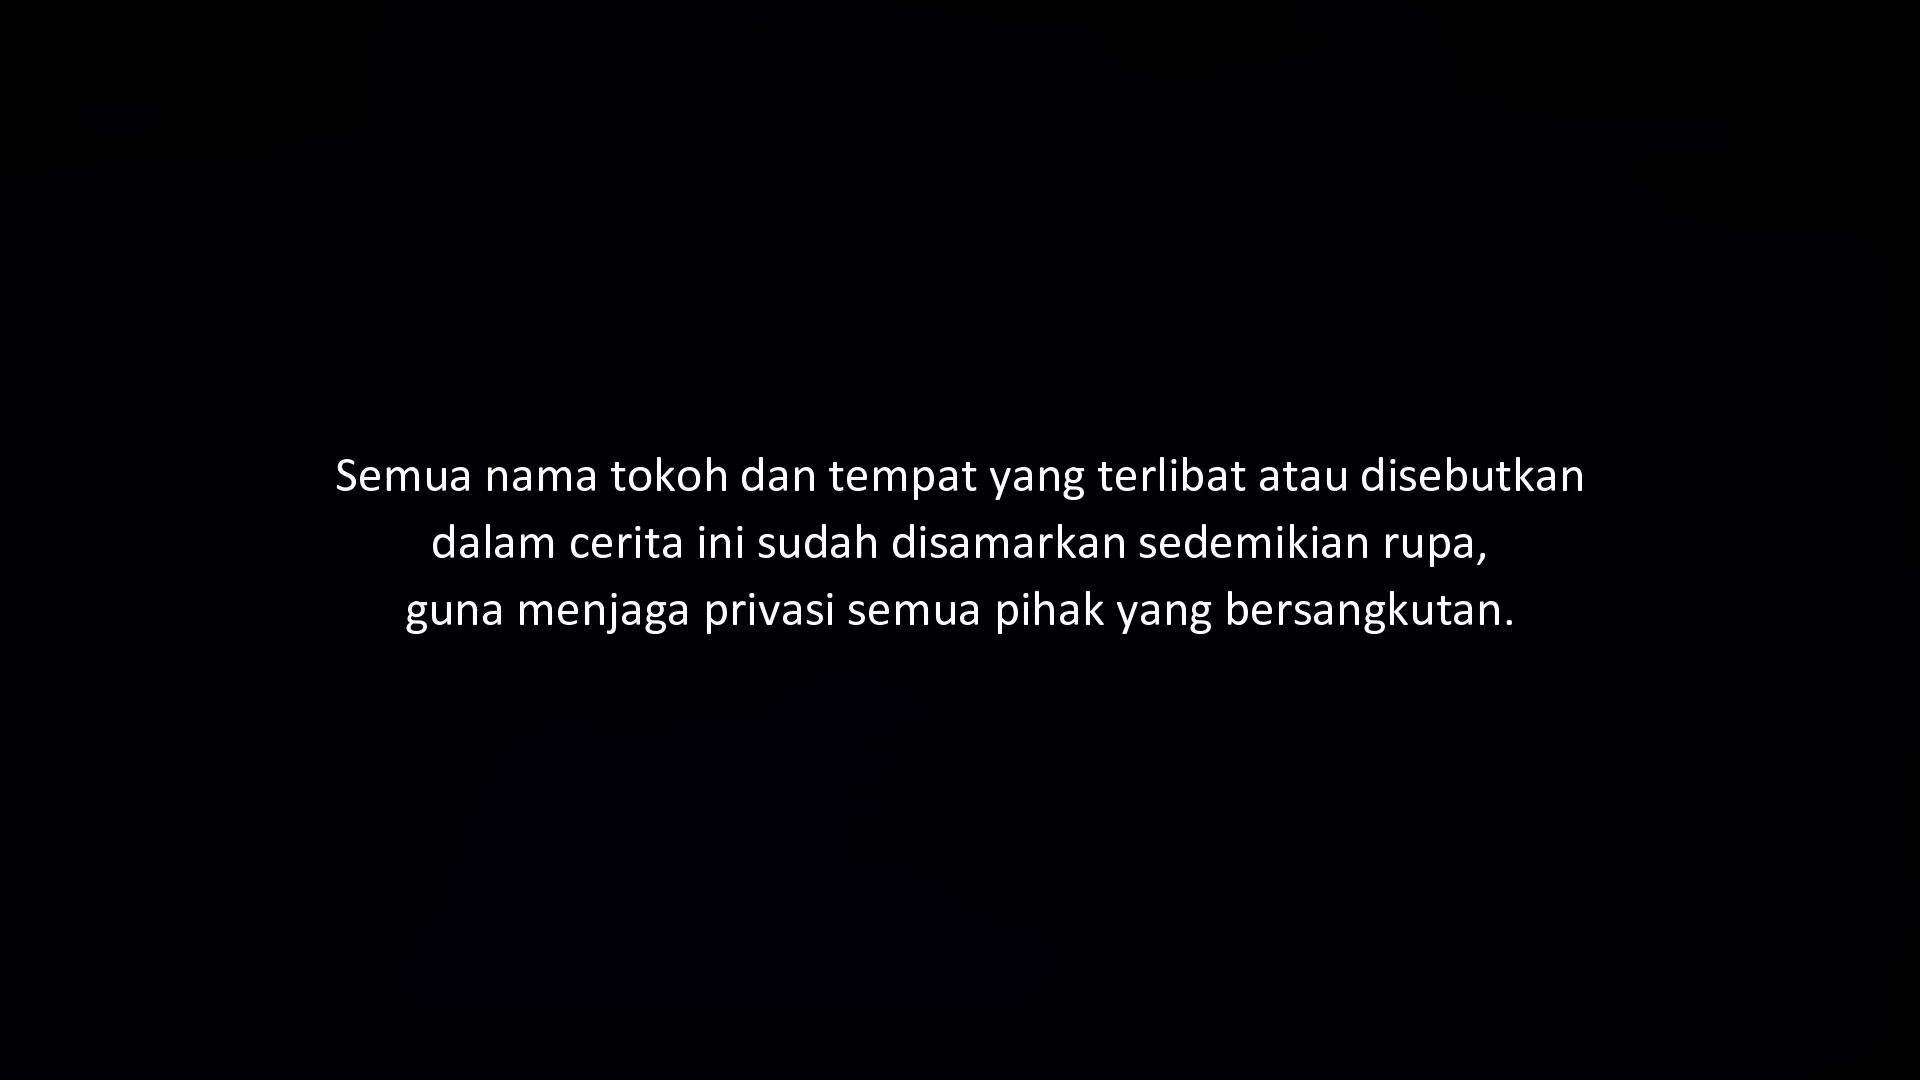 Semua nama tokoh dan tempat yang terlibat atau disebutkan
dalam cerita ini sudah disamarkan sedemikian rupa,
guna menjaga privasi semua pihak yang bersangkutan.